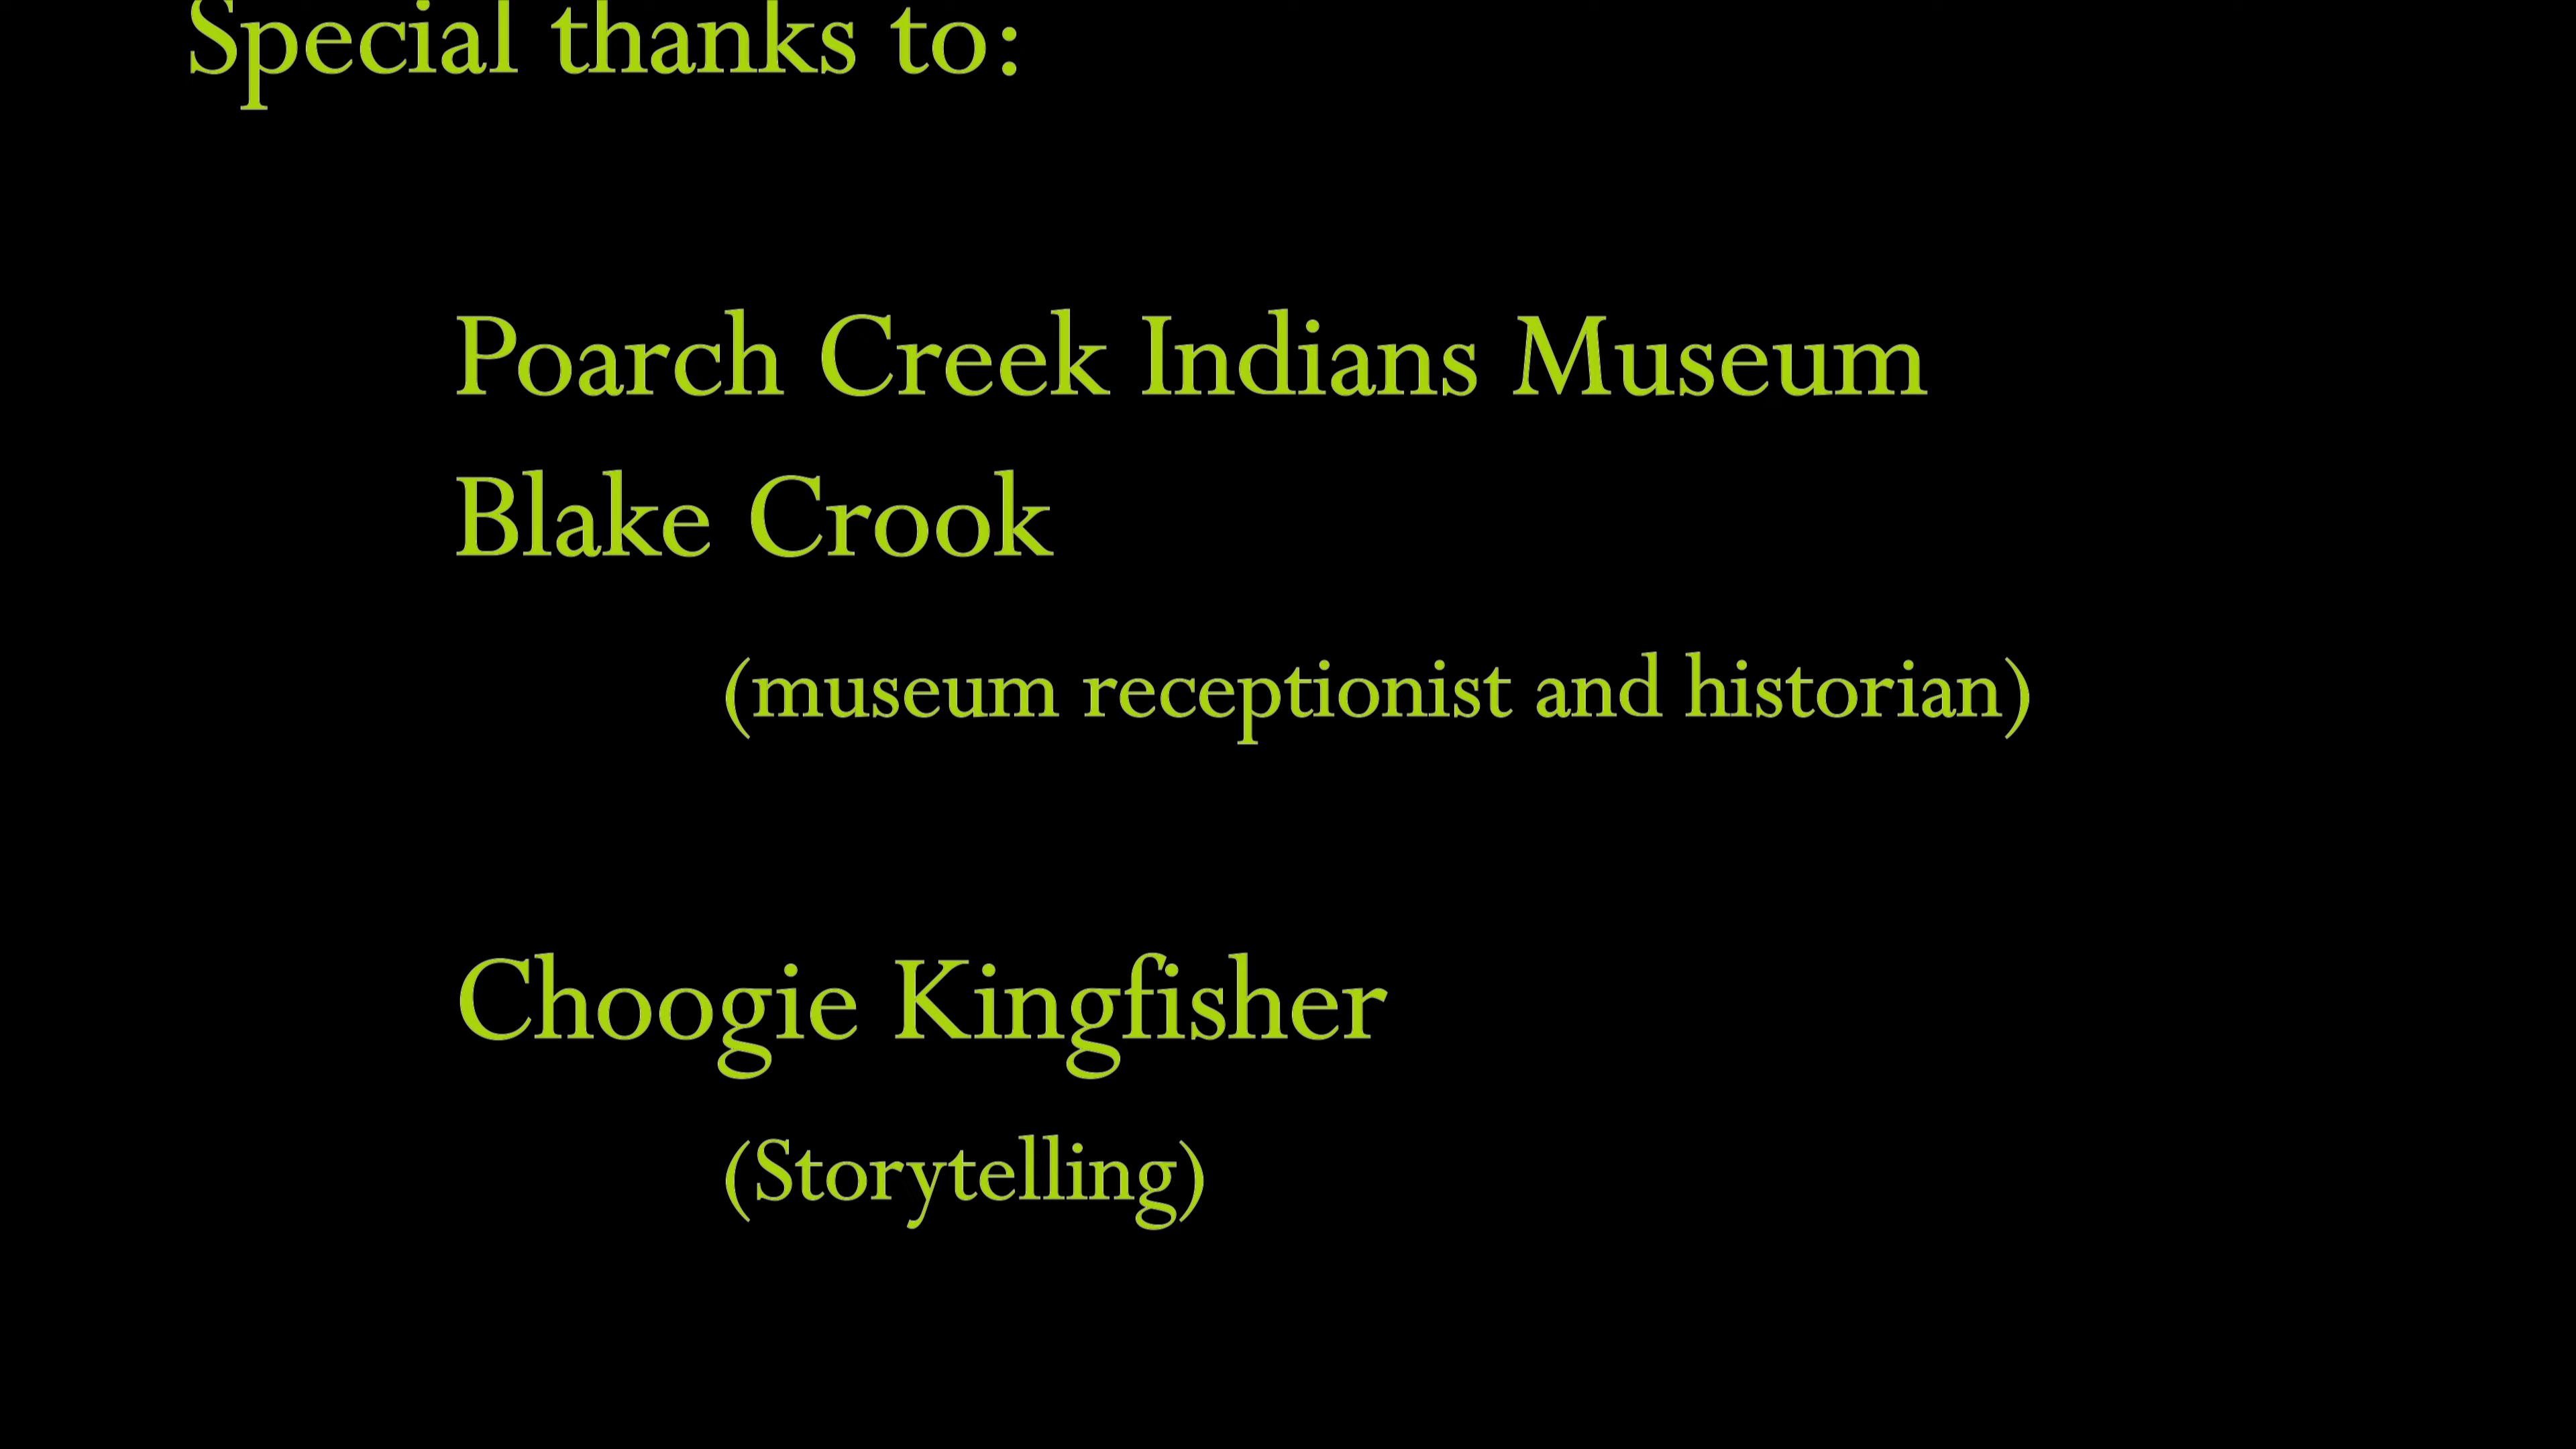 Special thanks to:
Poarch Creek Indians Museum
Blake Crook
(museum receptionist and historian)
Choogie Kingfisher
(Storytelling)